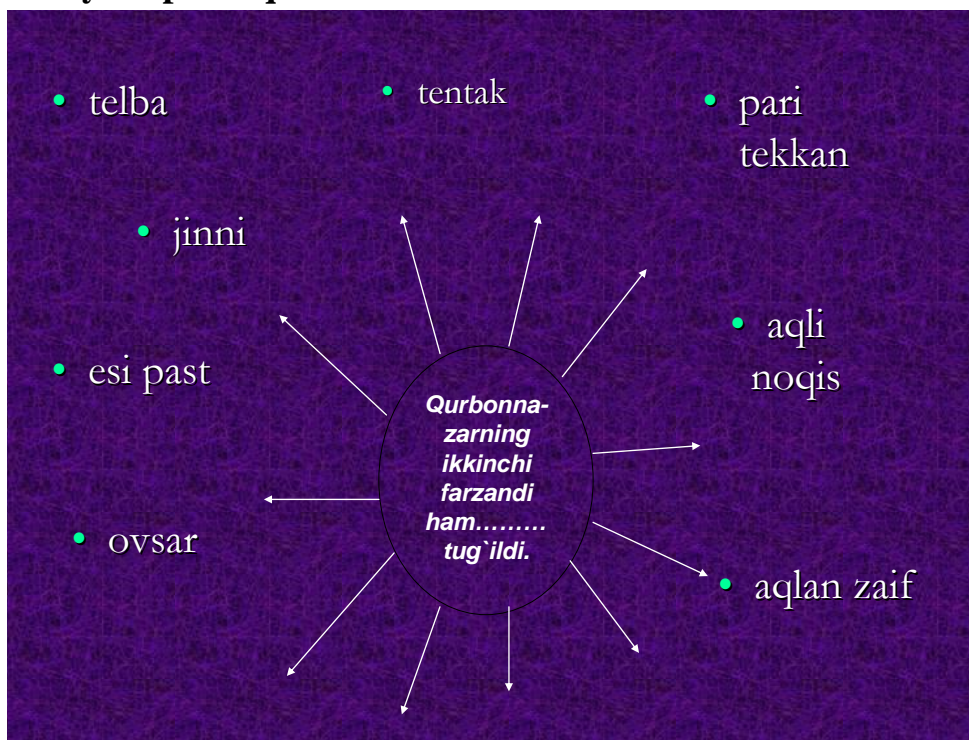 • telba
• tentak
• pari
tekkan
• jinni
• aqli
noqis
• esi past
Qurbonna-
zarning
ikkinchi
farzandi
ham.........
tug`ildi.
• ovsar
• aqlan zaif